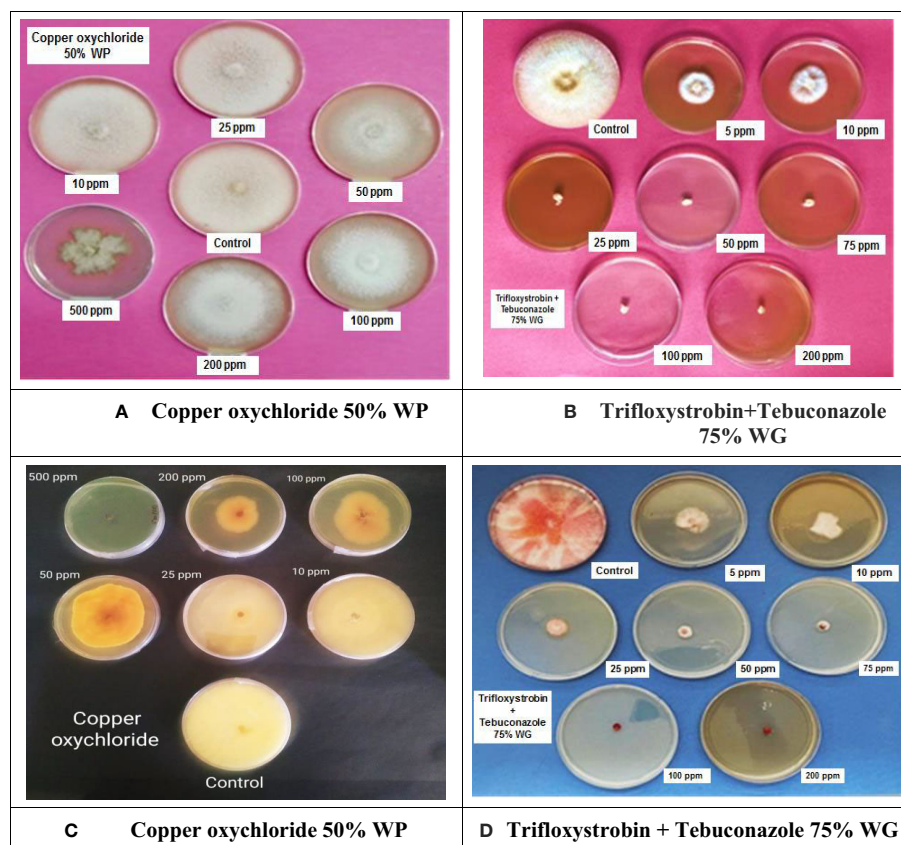 Copper oxychloride
50% WP
25 ppm
10 ppm
50 ppm
Control
500 ppm
100 ppm
200 ppm
Control
5 ppm
10 ppm
25 ppm
50 ppm
75 ppm
Trifloxystrobin +
Tebuconazole
75% WG
100 ppm
200 ppm
A Copper oxychloride 50% WP
B Trifloxystrobin+Tebuconazole
75% WG
500 ppm
200 ppm
100 ppm
50 ppm
25 ppm
10 ppm
Copper
oxychloride
Control
Control
5 ppm
10 ppm
25 ppm
50 ppm
75 ppm
Trifloxystrobin
+
Tebuconazole
75% WG
100 ppm
200 ppm
C Copper oxychloride 50% WP
D Trifloxystrobin + Tebuconazole 75% WG